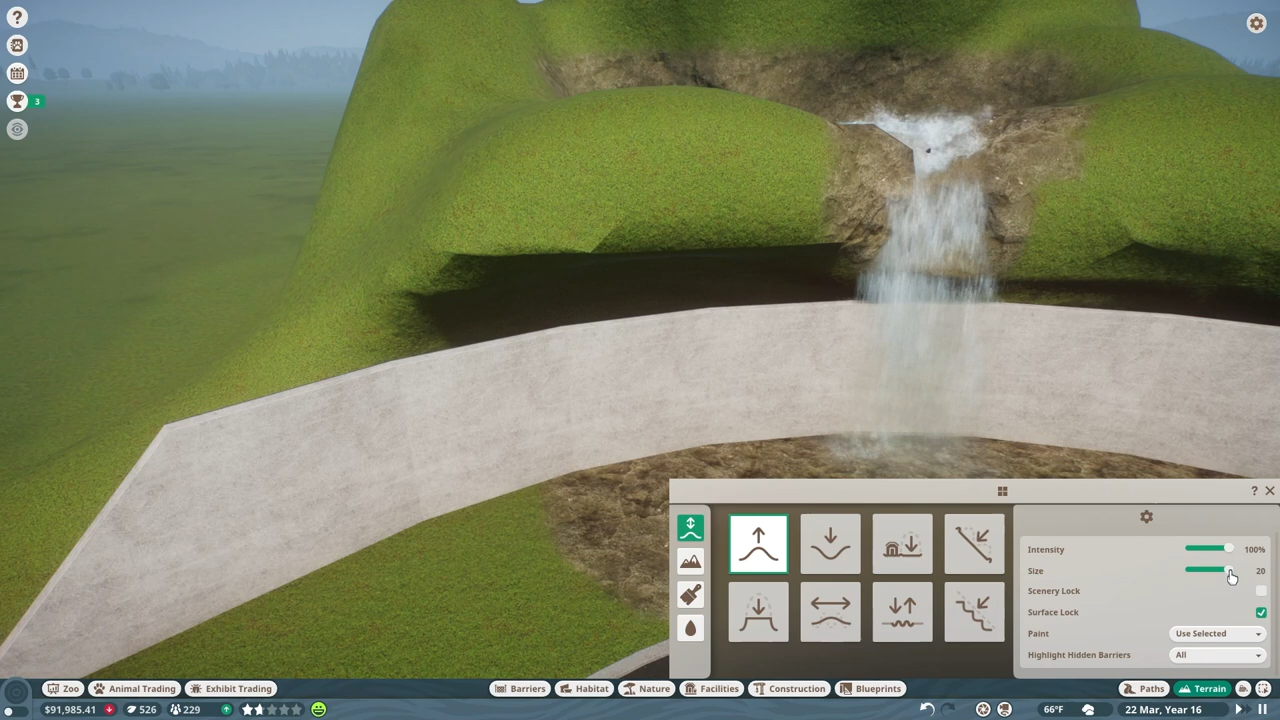 ?
3
? ×
Intensity 100%
Size 20
Scenery Lock
Surface Lock
Paint Use Selected
Highlight Hidden Barriers All
Zoo Animal Trading Exhibit Trading Barriers Habitat Nature Facilities Construction Blueprints Paths Terrain
$91,985.41 526 229 66°F 22 Mar, Year 16